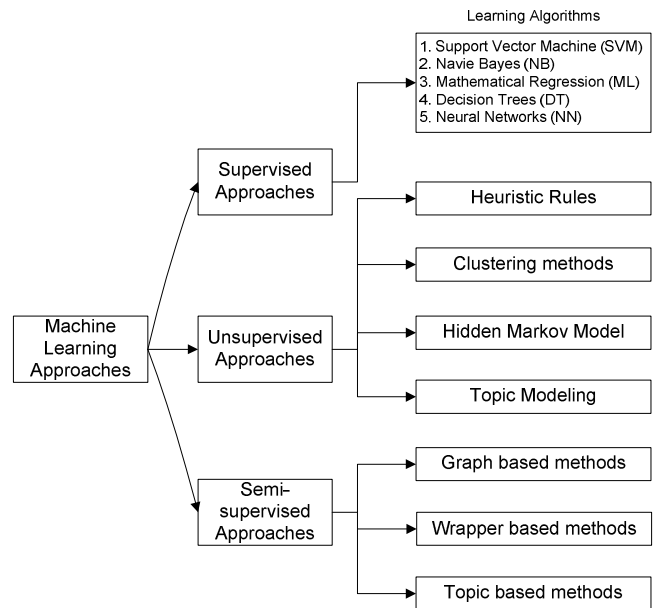 Learning Algorithms
1. Support Vector Machine (SVM)
2. Navie Bayes (NB)
3. Mathematical Regression (ML)
4. Decision Trees (DT)
5. Neural Networks (NN)
Supervised
Approaches
Heuristic Rules
Clustering methods
Machine
Learning
Approaches
Unsupervised
Approaches
Hidden Markov Model
Topic Modeling
Semi-
supervised
Approaches
Graph based methods
Wrapper based methods
Topic based methods